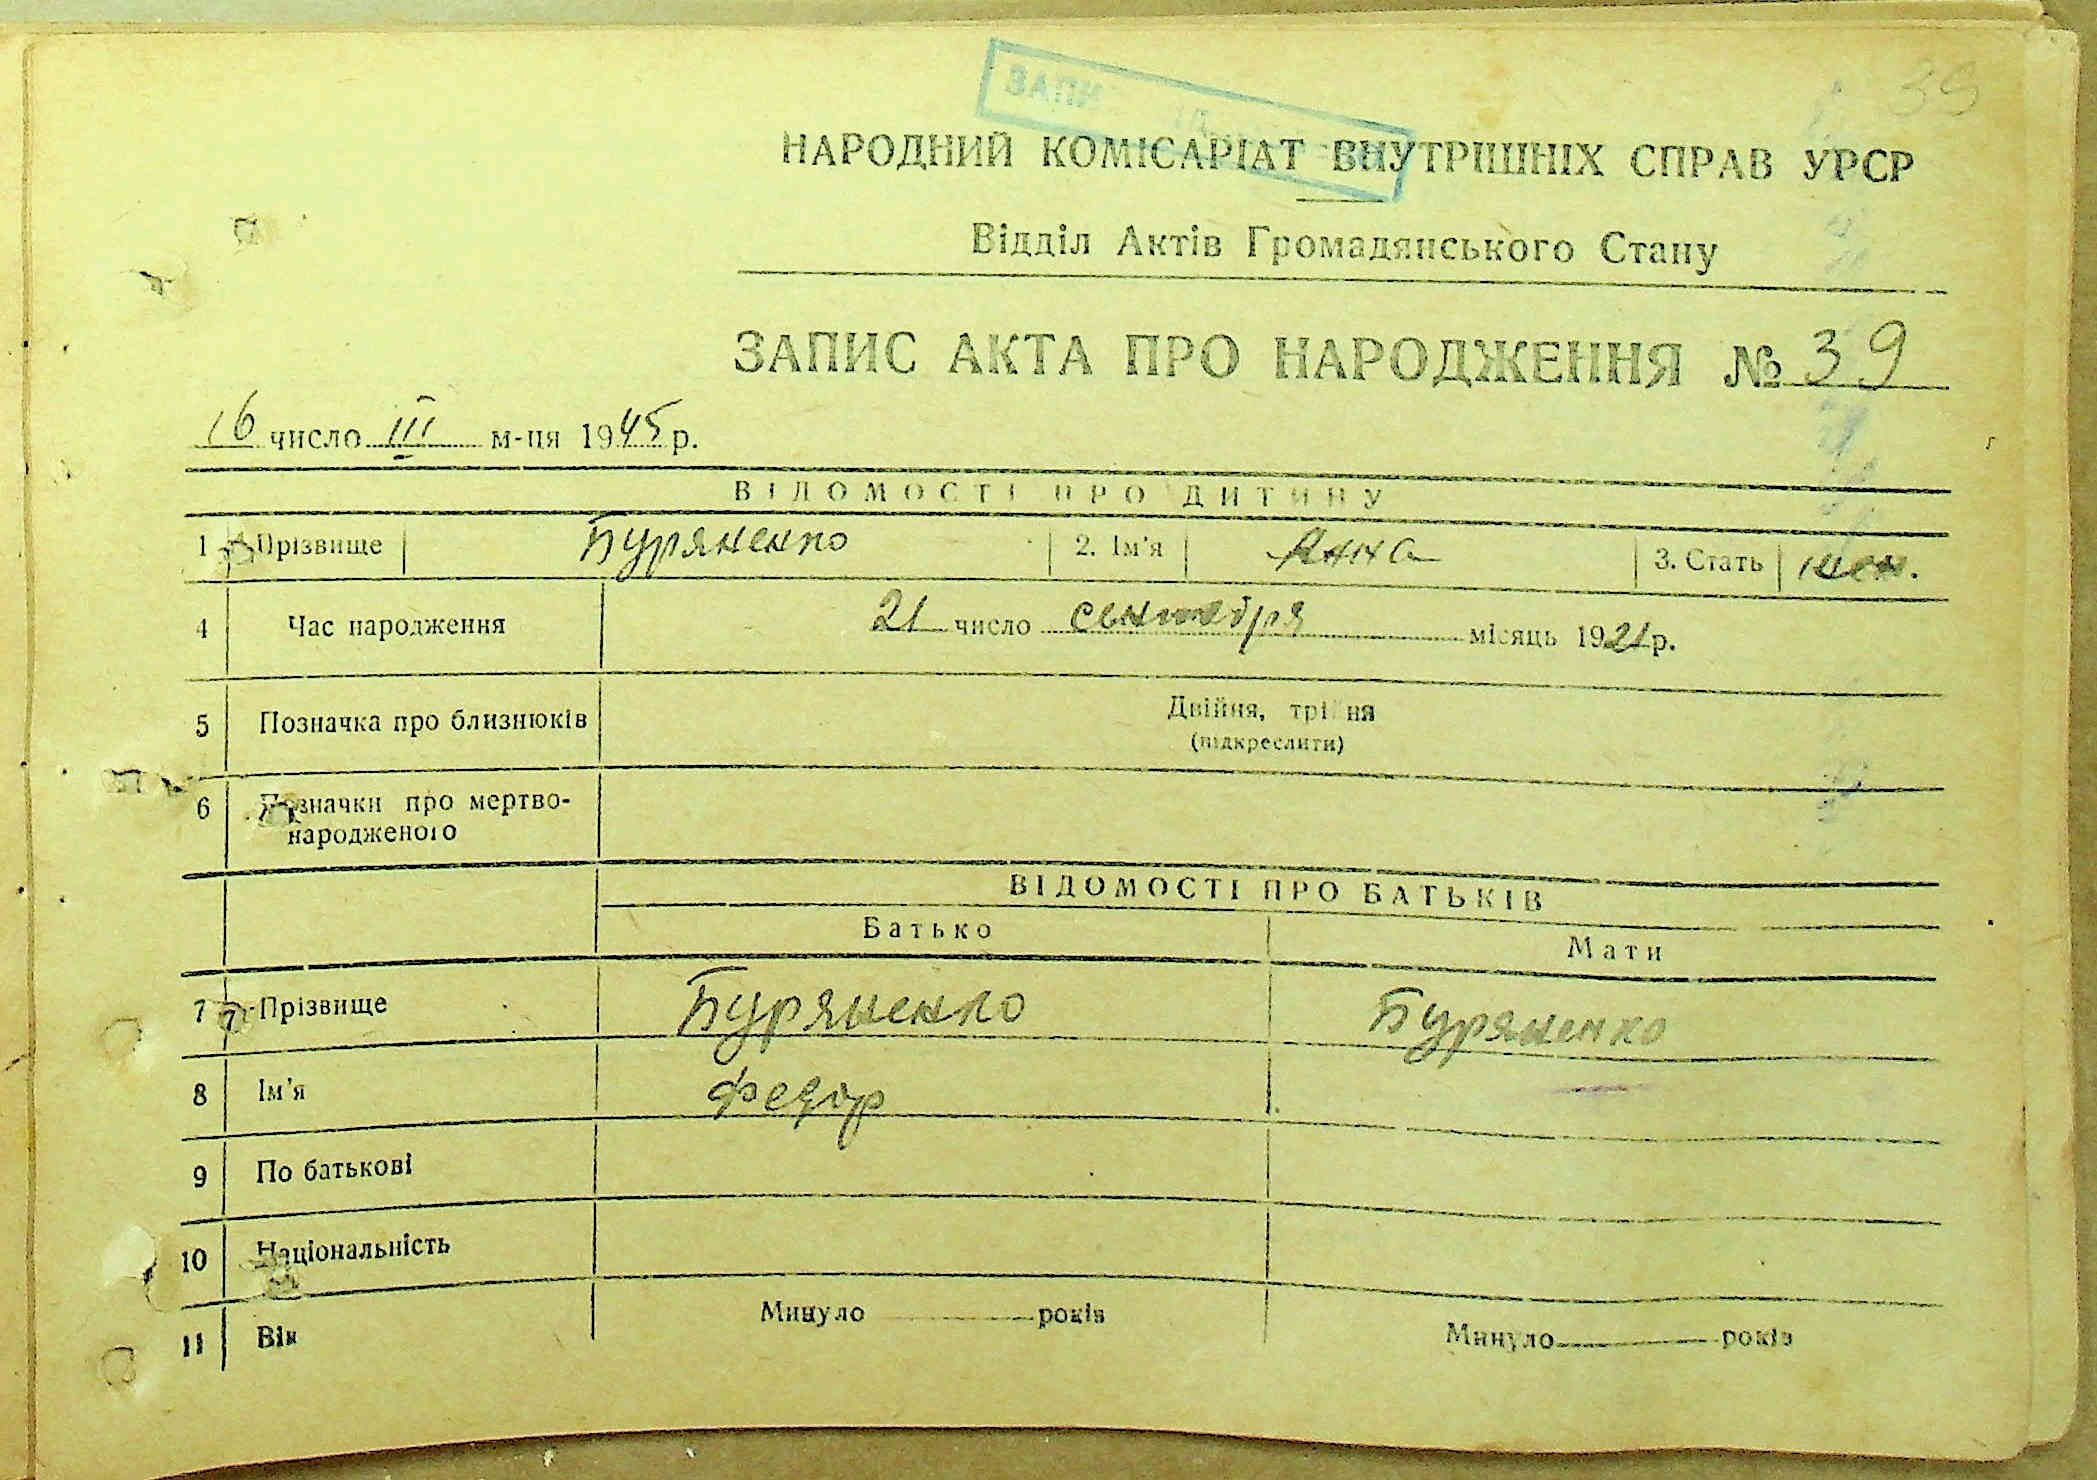 39
НАРОДНИЙ КОМІСАРІАТ ВНУТРІШНІХ СПРАВ УРСР
Відділ Актів Громадянського Стану
ЗАПИС АКТА ПРО НАРОДЖЕННЯ № 39
16 число III м-ця 1945 р.
ВІДОМОСТІ ПРО ДИТИНУ
1 Прізвище Буряненко 2. Ім'я Анна 3. Стать жен.
4 Час народження 21 число сентября місяць 1921 р.
5 Позначка про близнюків Двійня, трійня
(підкреслити)
6 Позначки про мертво-
народженого
ВІДОМОСТІ ПРО БАТЬКІВ
Батько Мати
7 Прізвище Буряненко Буряненко
8 Ім'я Федор —
9 По батькові
10 Національність
11 Вік Минуло років Минуло років